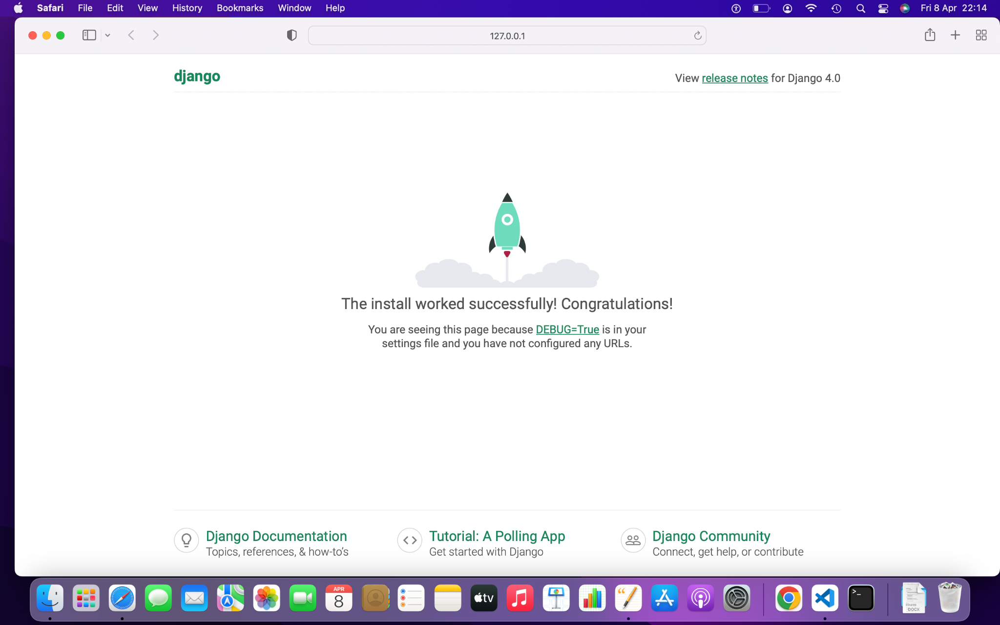 Safari File Edit View History Bookmarks Window Help Fri 8 Apr 22:14
127.0.0.1
django
View release notes for Django 4.0
The install worked successfully! Congratulations!
You are seeing this page because DEBUG=True is in your
settings file and you have not configured any URLs.
Django Documentation
Topics, references, & how-to's
Tutorial: A Polling App
Get started with Django
Django Community
Connect, get help, or contribute
APR
8
tv
>_
DOCX